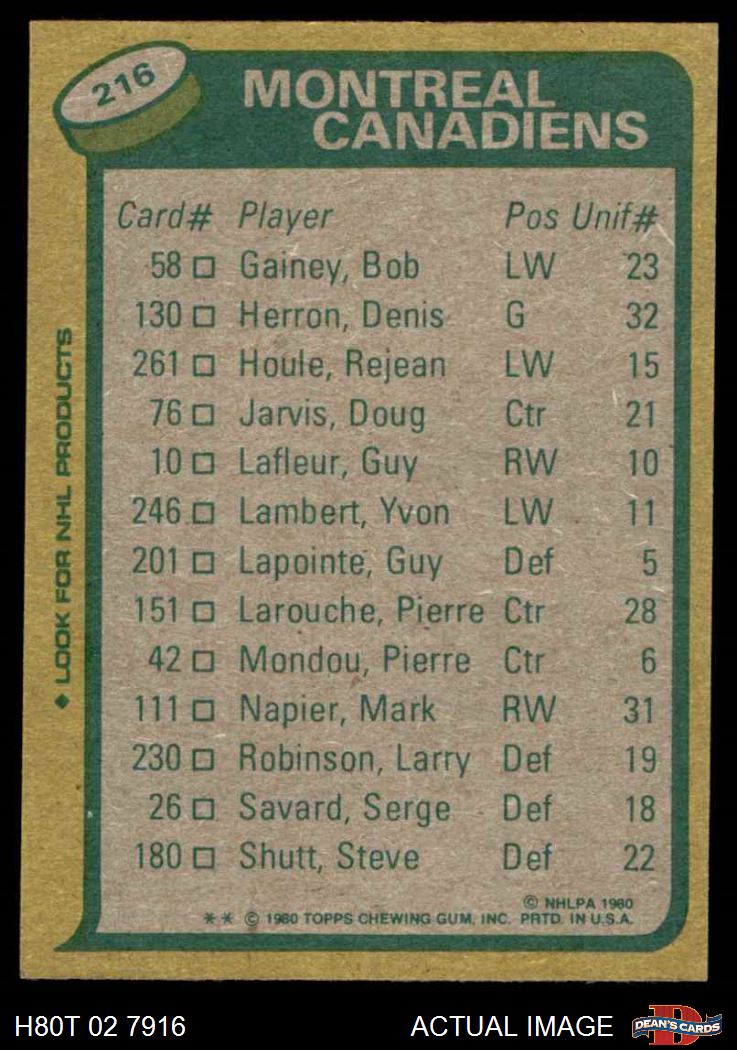 216
MONTREAL
CANADIENS
Card# Player Pos Unif#
58 □ Gainey, Bob LW 23
130 □ Herron, Denis G 32
261 □ Houle, Rejean LW 15
76 □ Jarvis, Doug Ctr 21
10 □ Lafleur, Guy RW 10
246 □ Lambert, Yvon LW 11
201 □ Lapointe, Guy Def 5
151 □ Larouche, Pierre Ctr 28
42 □ Mondou, Pierre Ctr 6
111 □ Napier, Mark RW 31
230 □ Robinson, Larry Def 19
26 □ Savard, Serge Def 18
180 □ Shutt, Steve Def 22
© NHLPA 1980
** © 1980 TOPPS CHEWING GUM, INC. PRTD. IN U.S.A.
♦ LOOK FOR NHL PRODUCTS
H80T 02 7916 ACTUAL IMAGE
DEAN'S CARDS